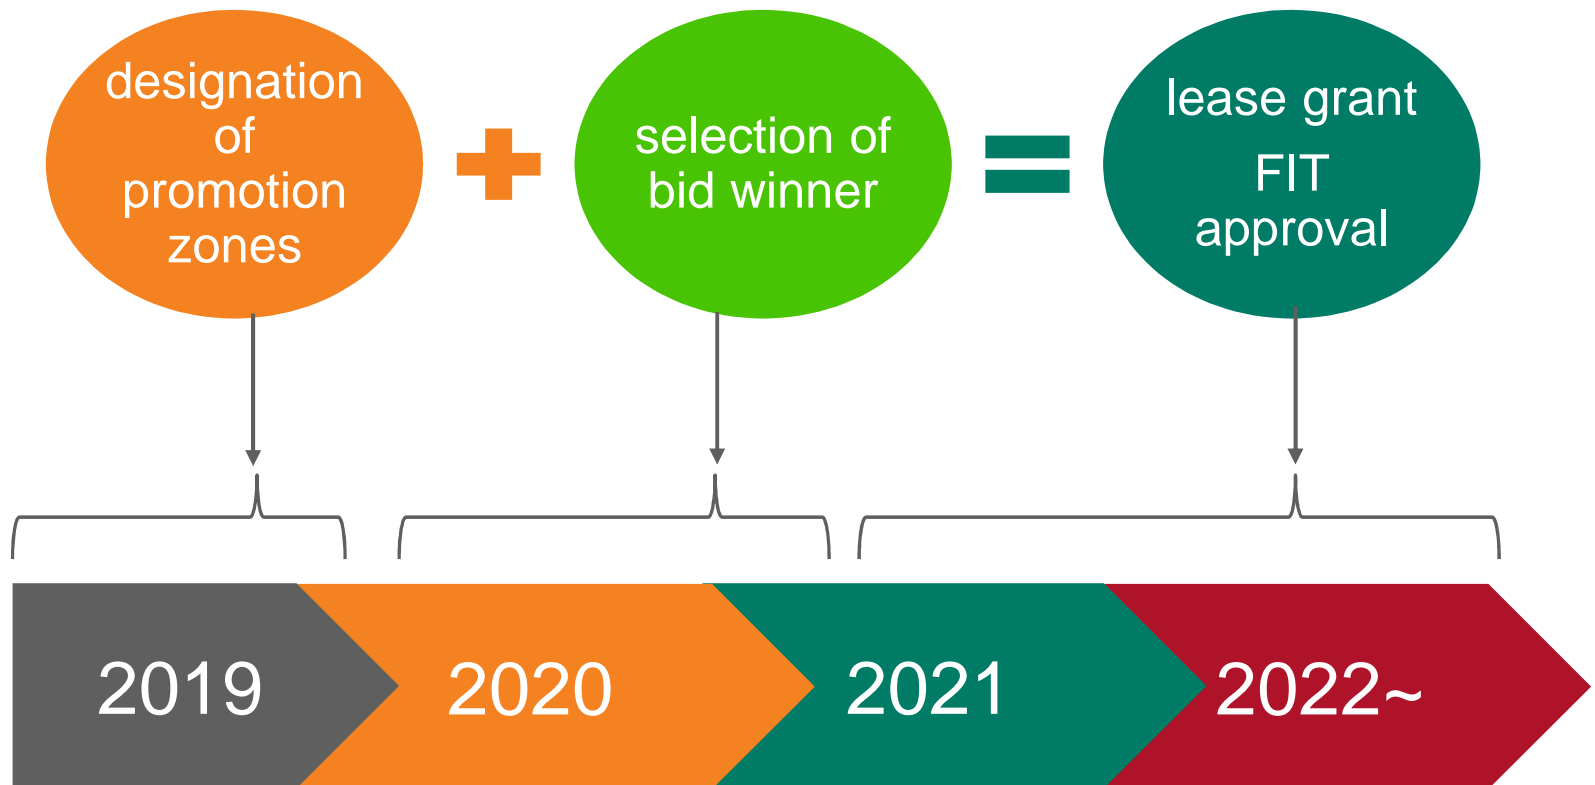 designation
of
promotion
zones
selection of
bid winner
lease grant
FIT
approval
2019
2020
2021
2022~